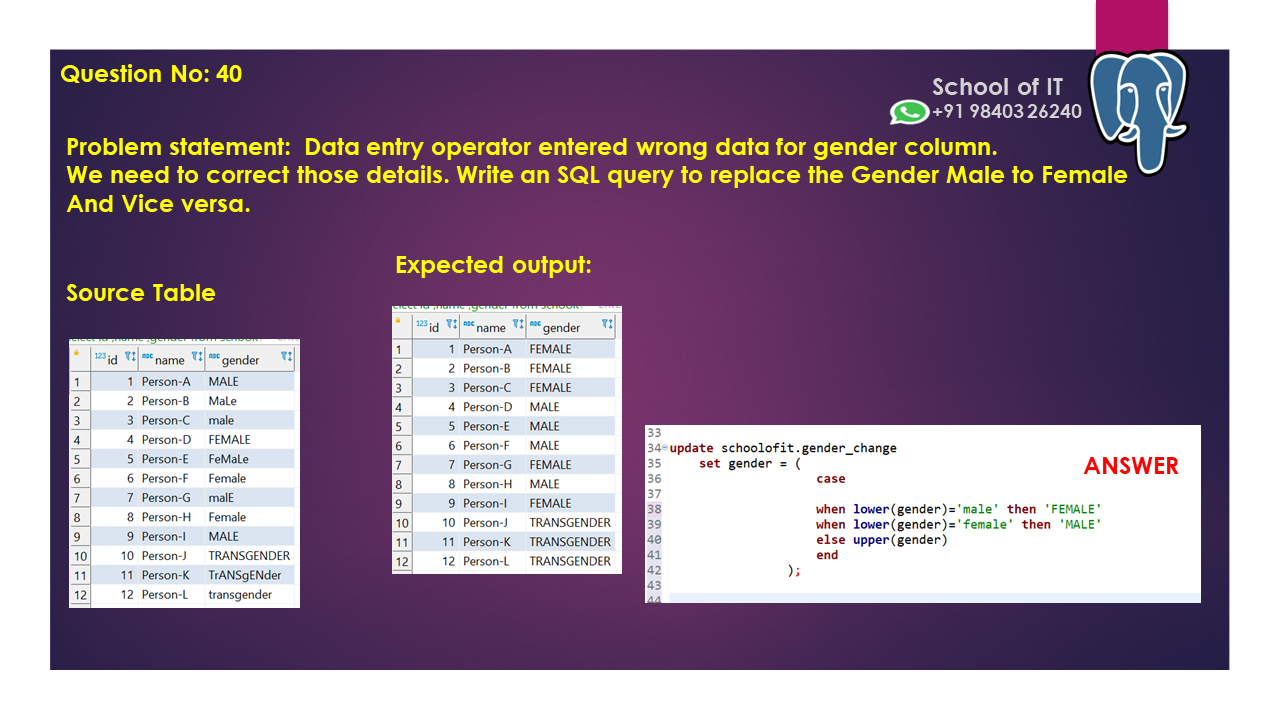 Question No: 40
School of IT
+91 98403 26240
Problem statement:  Data entry operator entered wrong data for gender column.
We need to correct those details. Write an SQL query to replace the Gender Male to Female
And Vice versa.
Expected output:
Source Table
123 id ABC name ABC gender
1 1 Person-A FEMALE
2 2 Person-B FEMALE
3 3 Person-C FEMALE
4 4 Person-D MALE
5 5 Person-E MALE
6 6 Person-F MALE
7 7 Person-G FEMALE
8 8 Person-H MALE
9 9 Person-I FEMALE
10 10 Person-J TRANSGENDER
11 11 Person-K TRANSGENDER
12 12 Person-L TRANSGENDER
123 id ABC name ABC gender
1 1 Person-A MALE
2 2 Person-B MaLe
3 3 Person-C male
4 4 Person-D FEMALE
5 5 Person-E FeMaLe
6 6 Person-F Female
7 7 Person-G malE
8 8 Person-H Female
9 9 Person-I MALE
10 10 Person-J TRANSGENDER
11 11 Person-K TrANSgENder
12 12 Person-L transgender
33
34 update schoolofit.gender_change
35 set gender = (
36 case
37
38 when lower(gender)='male' then 'FEMALE'
39 when lower(gender)='female' then 'MALE'
40 else upper(gender)
41 end
42 );
43
44
ANSWER